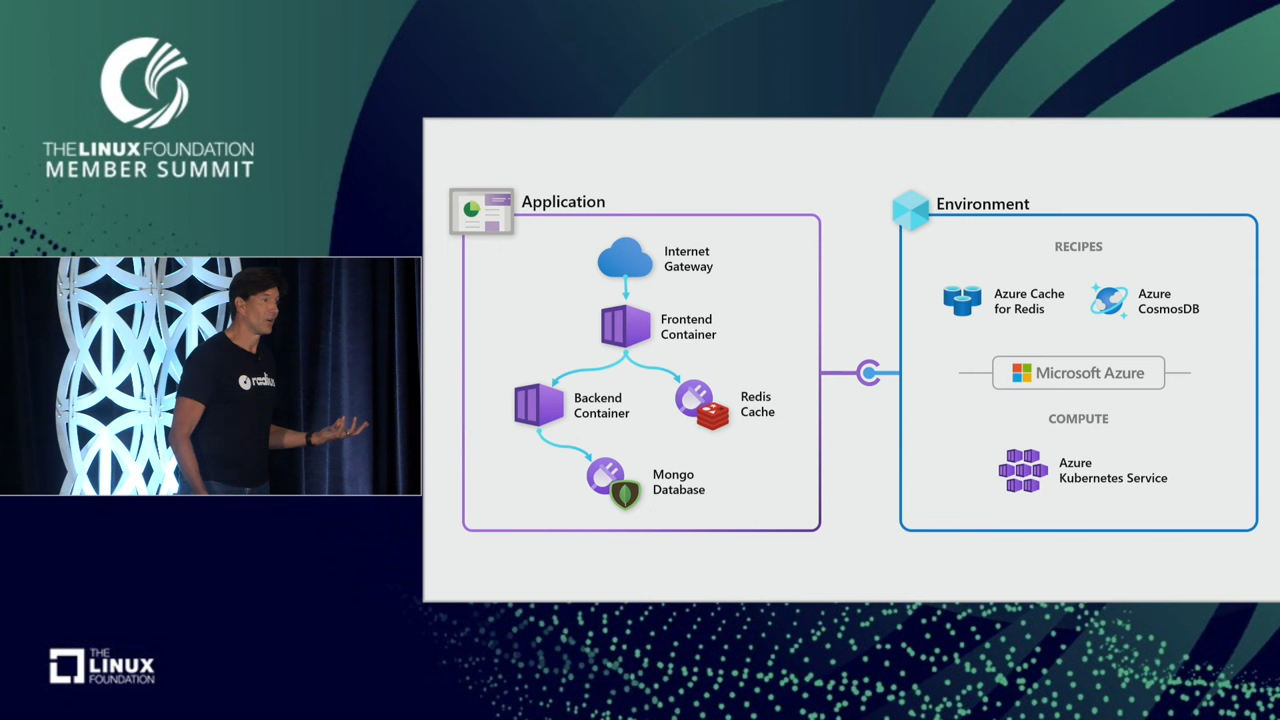 THE LINUX FOUNDATION
MEMBER SUMMIT
Application
Internet
Gateway
Frontend
Container
Backend
Container
Redis
Cache
Mongo
Database
Environment
RECIPES
Azure Cache
for Redis
Azure
CosmosDB
Microsoft Azure
COMPUTE
Azure
Kubernetes Service
radius
THE
LINUX
FOUNDATION